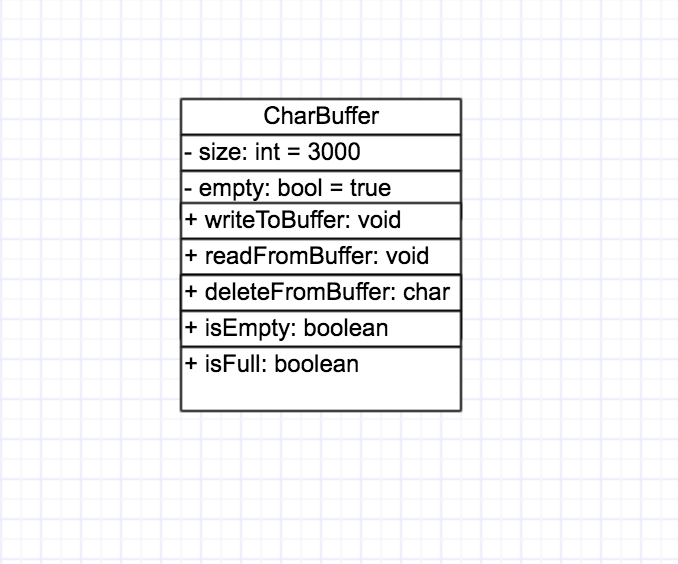 CharBuffer
- size: int = 3000
- empty: bool = true
+ writeToBuffer: void
+ readFromBuffer: void
+ deleteFromBuffer: char
+ isEmpty: boolean
+ isFull: boolean